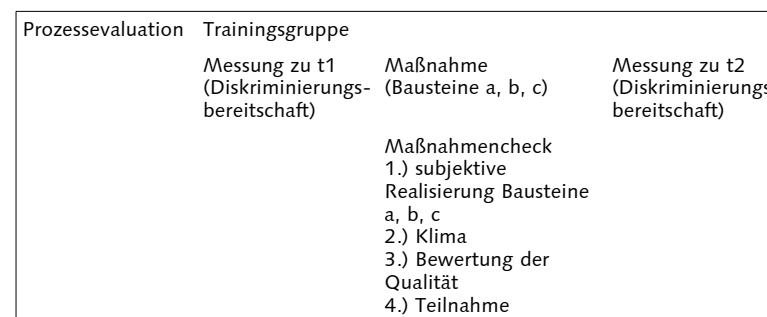 Prozessevaluation Trainingsgruppe
Messung zu t1 Maßnahme Messung zu t2
(Diskriminierungs- (Bausteine a, b, c) (Diskriminierungs
bereitschaft) bereitschaft)
Maßnahmencheck
1.) subjektive
Realisierung Bausteine
a, b, c
2.) Klima
3.) Bewertung der
Qualität
4.) Teilnahme